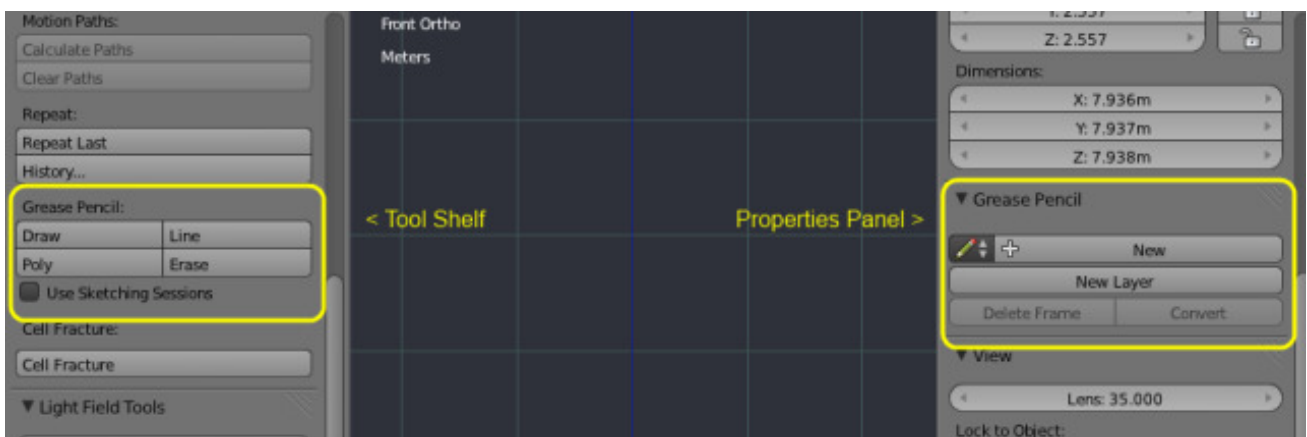 Motion Paths:
Calculate Paths
Clear Paths
Repeat:
Repeat Last
History...
Grease Pencil:
Draw Line
Poly Erase
Use Sketching Sessions
Cell Fracture:
Cell Fracture
Light Field Tools
Front Ortho
Meters
< Tool Shelf
Properties Panel >
Y: 2.557
Z: 2.557
Dimensions:
X: 7.936m
Y: 7.937m
Z: 7.938m
Grease Pencil
New
New Layer
Delete Frame Convert
View
Lens: 35.000
Lock to Object: